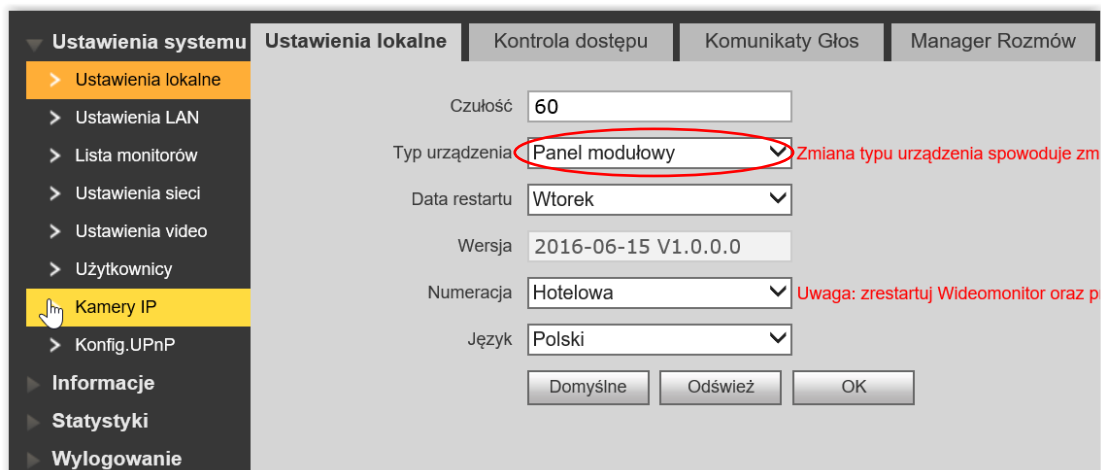 Ustawienia systemu
Ustawienia lokalne
Ustawienia LAN
Lista monitorów
Ustawienia sieci
Ustawienia video
Użytkownicy
Kamery IP
Konfig.UPnP
Informacje
Statystyki
Wylogowanie
Ustawienia lokalne Kontrola dostępu Komunikaty Głos Manager Rozmów
Czułość 60
Typ urządzenia Panel modułowy Zmiana typu urządzenia spowoduje zm
Data restartu Wtorek
Wersja 2016-06-15 V1.0.0.0
Numeracja Hotelowa Uwaga: zrestartuj Wideomonitor oraz p
Język Polski
Domyślne Odśwież OK